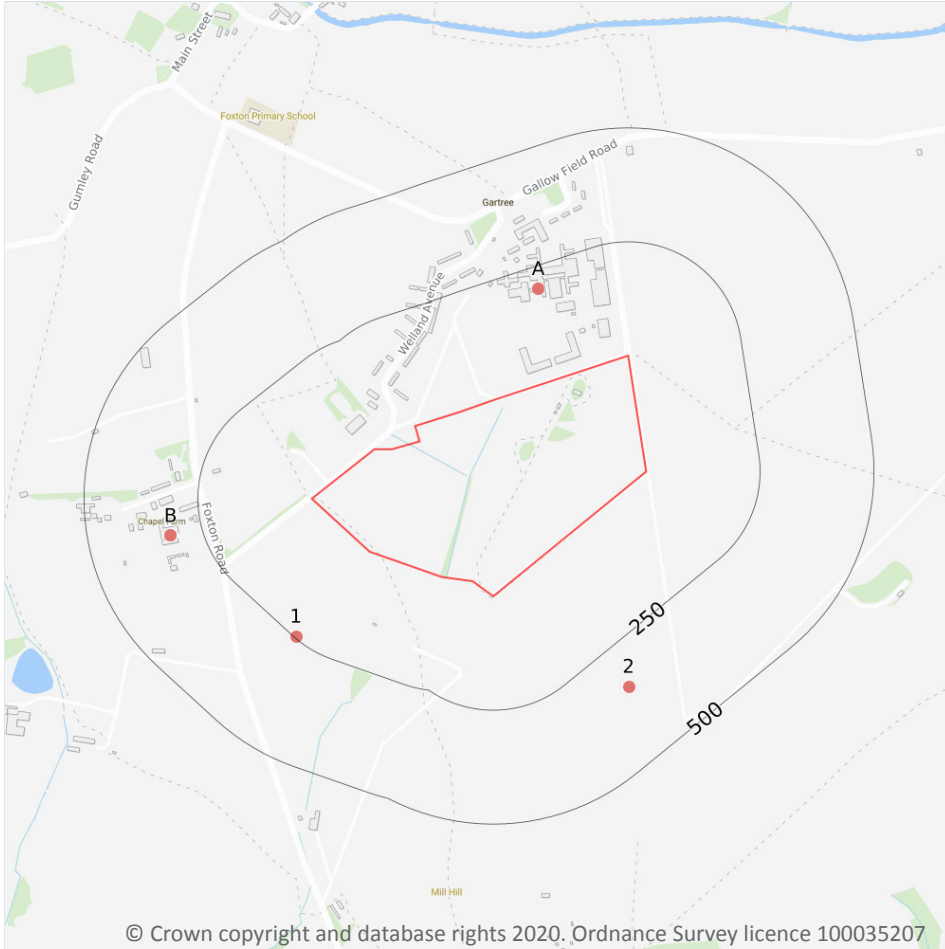 Main Street
Foxton Primary School
Gumley Road
Gallow Field Road
Gartree
A
Welland Avenue
B
Chapel Farm
Foxton Road
1
250
2
500
Mill Hill
© Crown copyright and database rights 2020, Ordnance Survey licence 100035207